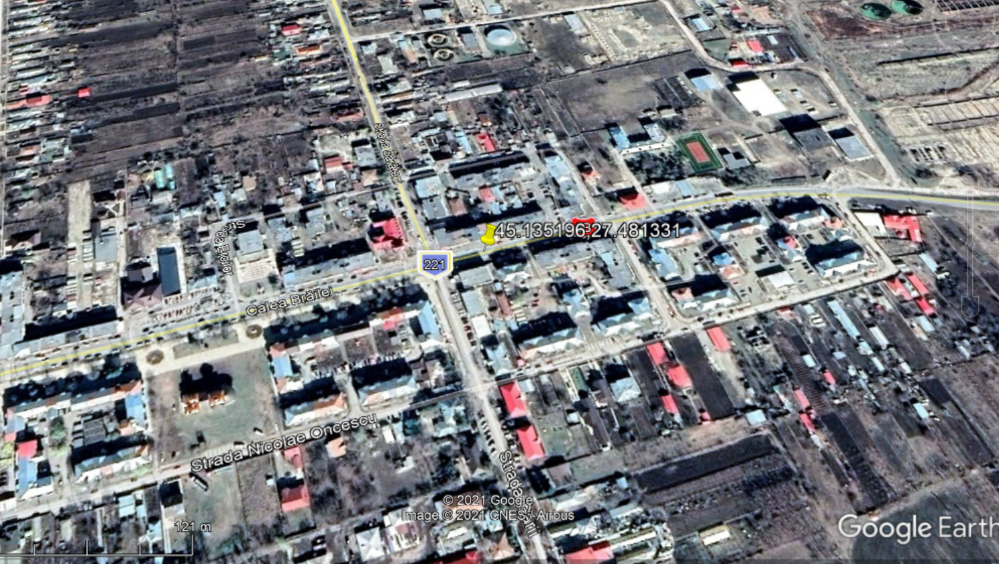 45.135196,27.481331
221
Calea Brăilei
Strada Nicolae Oncescu
© 2021 Google
Image © 2021 CNES / Airbus
121 m
Google Earth